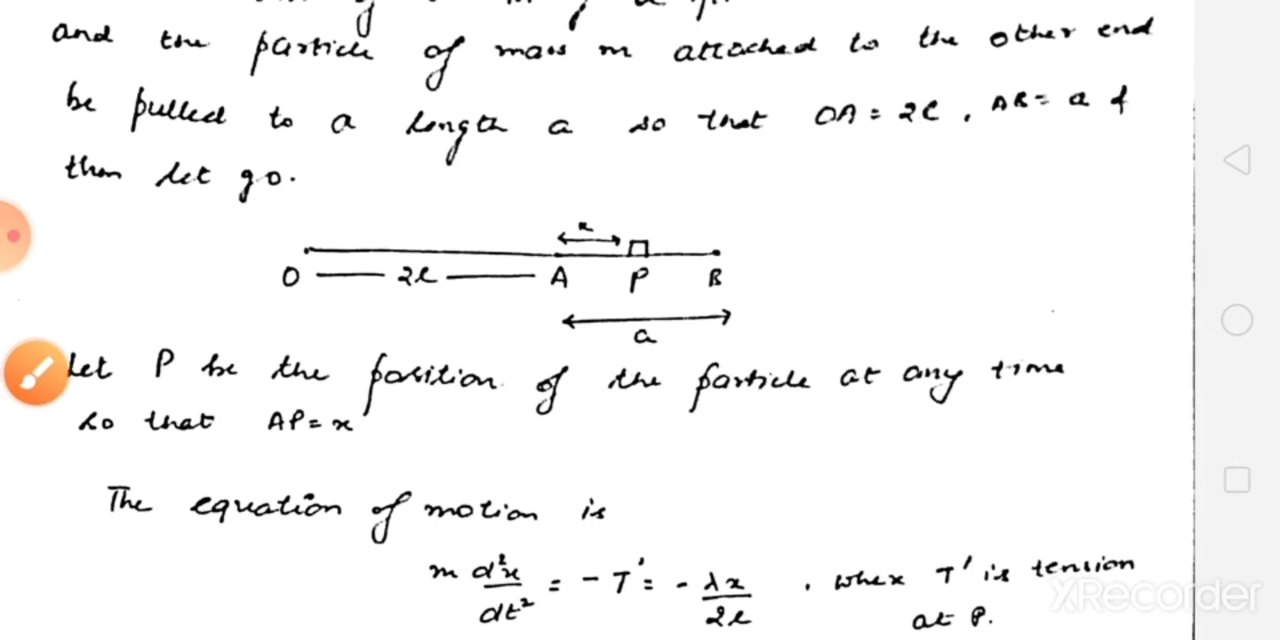 and the particle of mass m attached to the other end
be pulled to a length a so that OA = 2l, AB = a &
then let go.
x
O 2l A P B
a
Let P be the position of the particle at any time
so that AP = x
The equation of motion is
m d²x/dt² = - T' = - λx/2l , where T' is tension
at P.
XRecorder